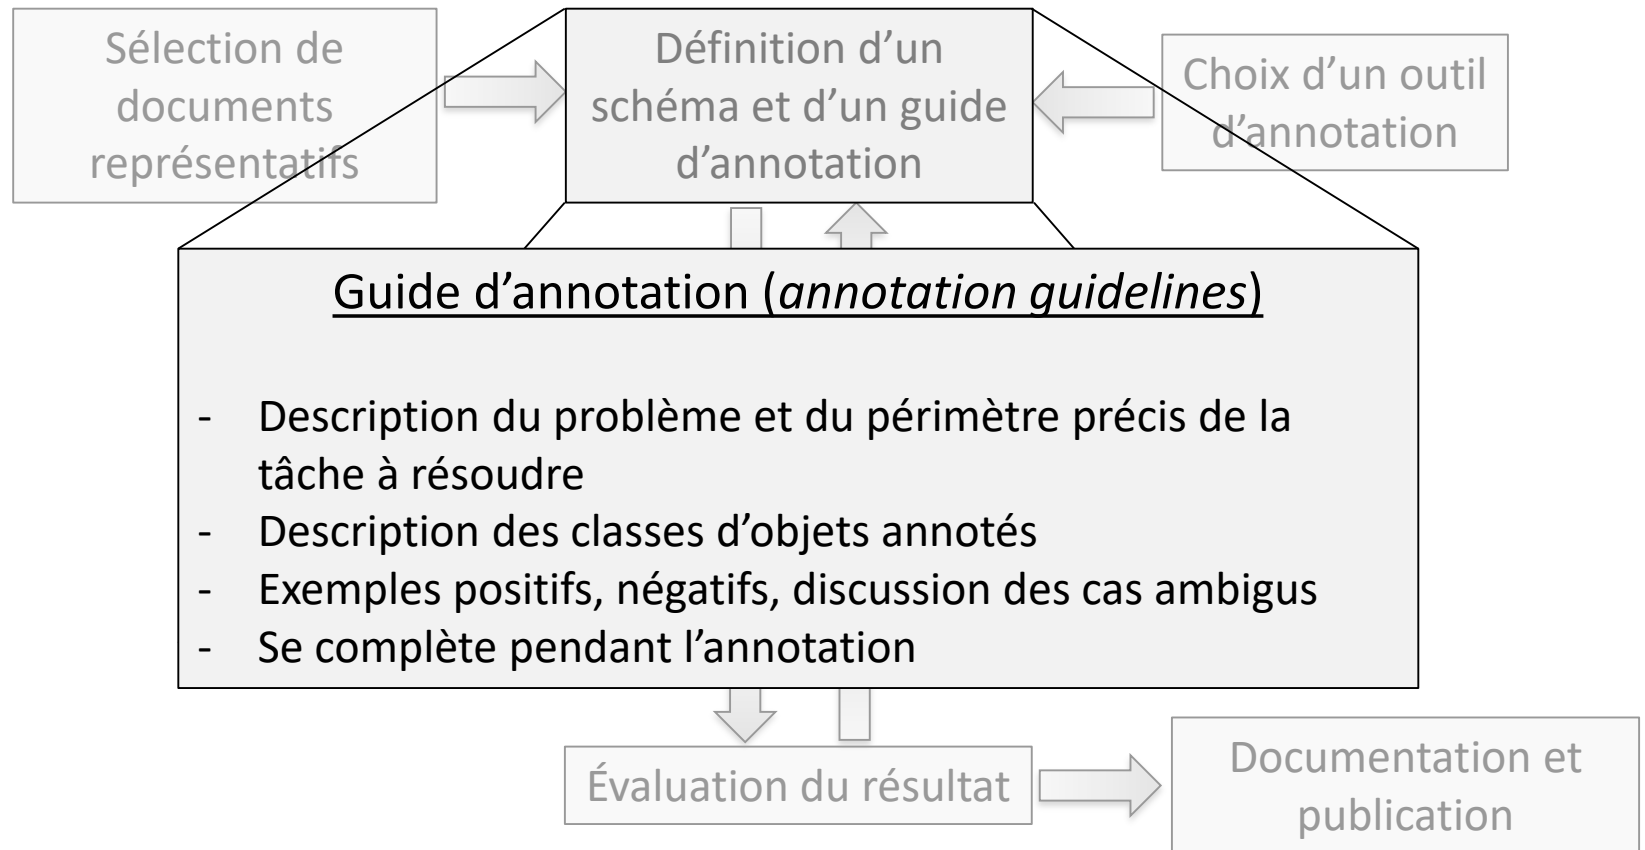 Sélection de
documents
représentatifs
Définition d’un
schéma et d’un guide
d’annotation
Choix d’un outil
d’annotation
Guide d’annotation (annotation guidelines)
- Description du problème et du périmètre précis de la
tâche à résoudre
- Description des classes d’objets annotés
- Exemples positifs, négatifs, discussion des cas ambigus
- Se complète pendant l’annotation
Évaluation du résultat
Documentation et
publication